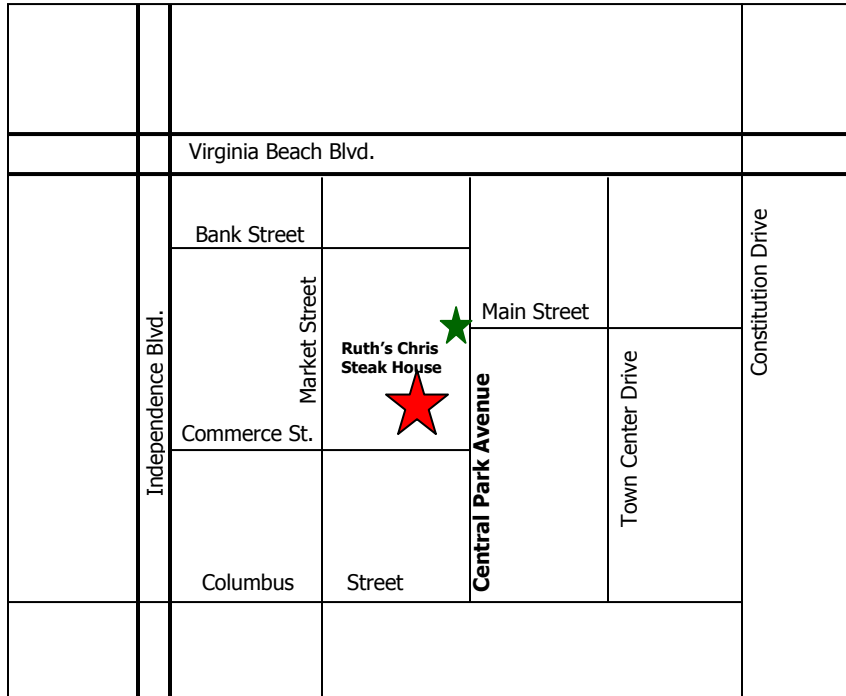 Virginia Beach Blvd.
Bank Street
Main Street
Ruth's Chris
Steak House
Commerce St.
Columbus Street
Independence Blvd.
Market Street
Central Park Avenue
Town Center Drive
Constitution Drive